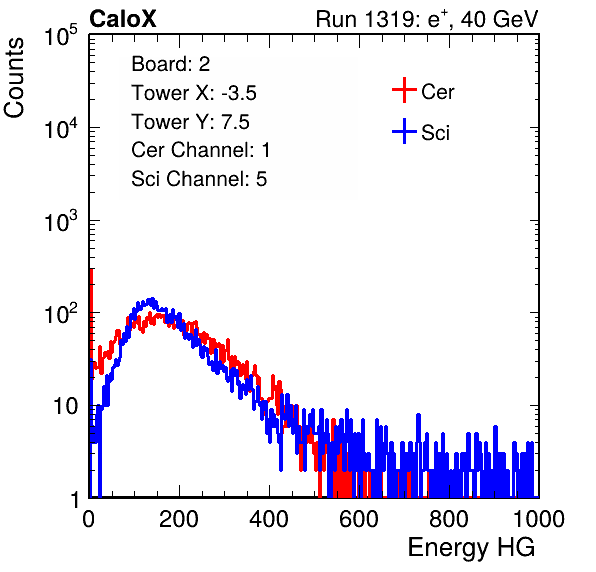 CaloX Run 1319: e⁺, 40 GeV
Counts
Board: 2
Tower X: -3.5
Tower Y: 7.5
Cer Channel: 1
Sci Channel: 5
Cer
Sci
10⁵
10⁴
10³
10²
10
1
0 200 400 600 800 1000
Energy HG